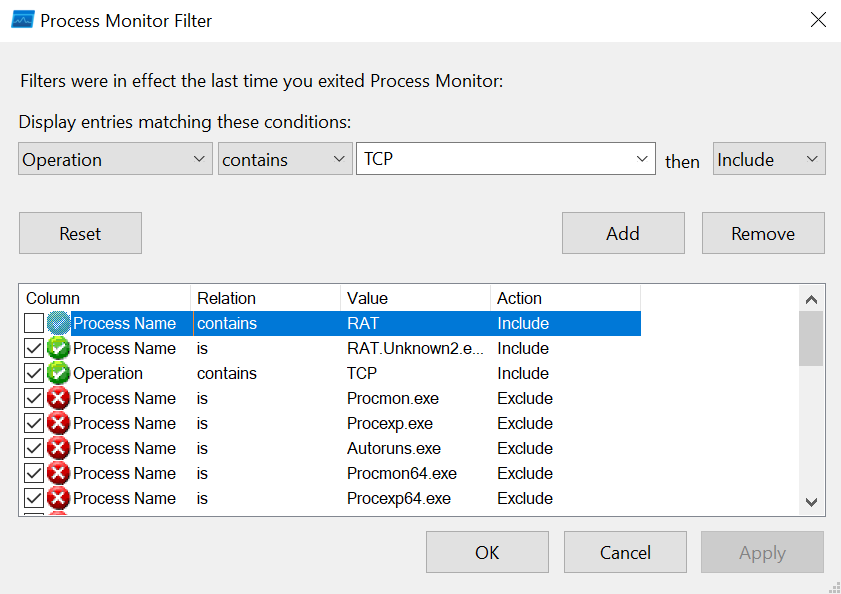 Process Monitor Filter
Filters were in effect the last time you exited Process Monitor:
Display entries matching these conditions:
Operation contains TCP then Include
Reset Add Remove
Column Relation Value Action
Process Name contains RAT Include
Process Name is RAT.Unknown2.e... Include
Operation contains TCP Include
Process Name is Procmon.exe Exclude
Process Name is Procexp.exe Exclude
Process Name is Autoruns.exe Exclude
Process Name is Procmon64.exe Exclude
Process Name is Procexp64.exe Exclude
OK Cancel Apply